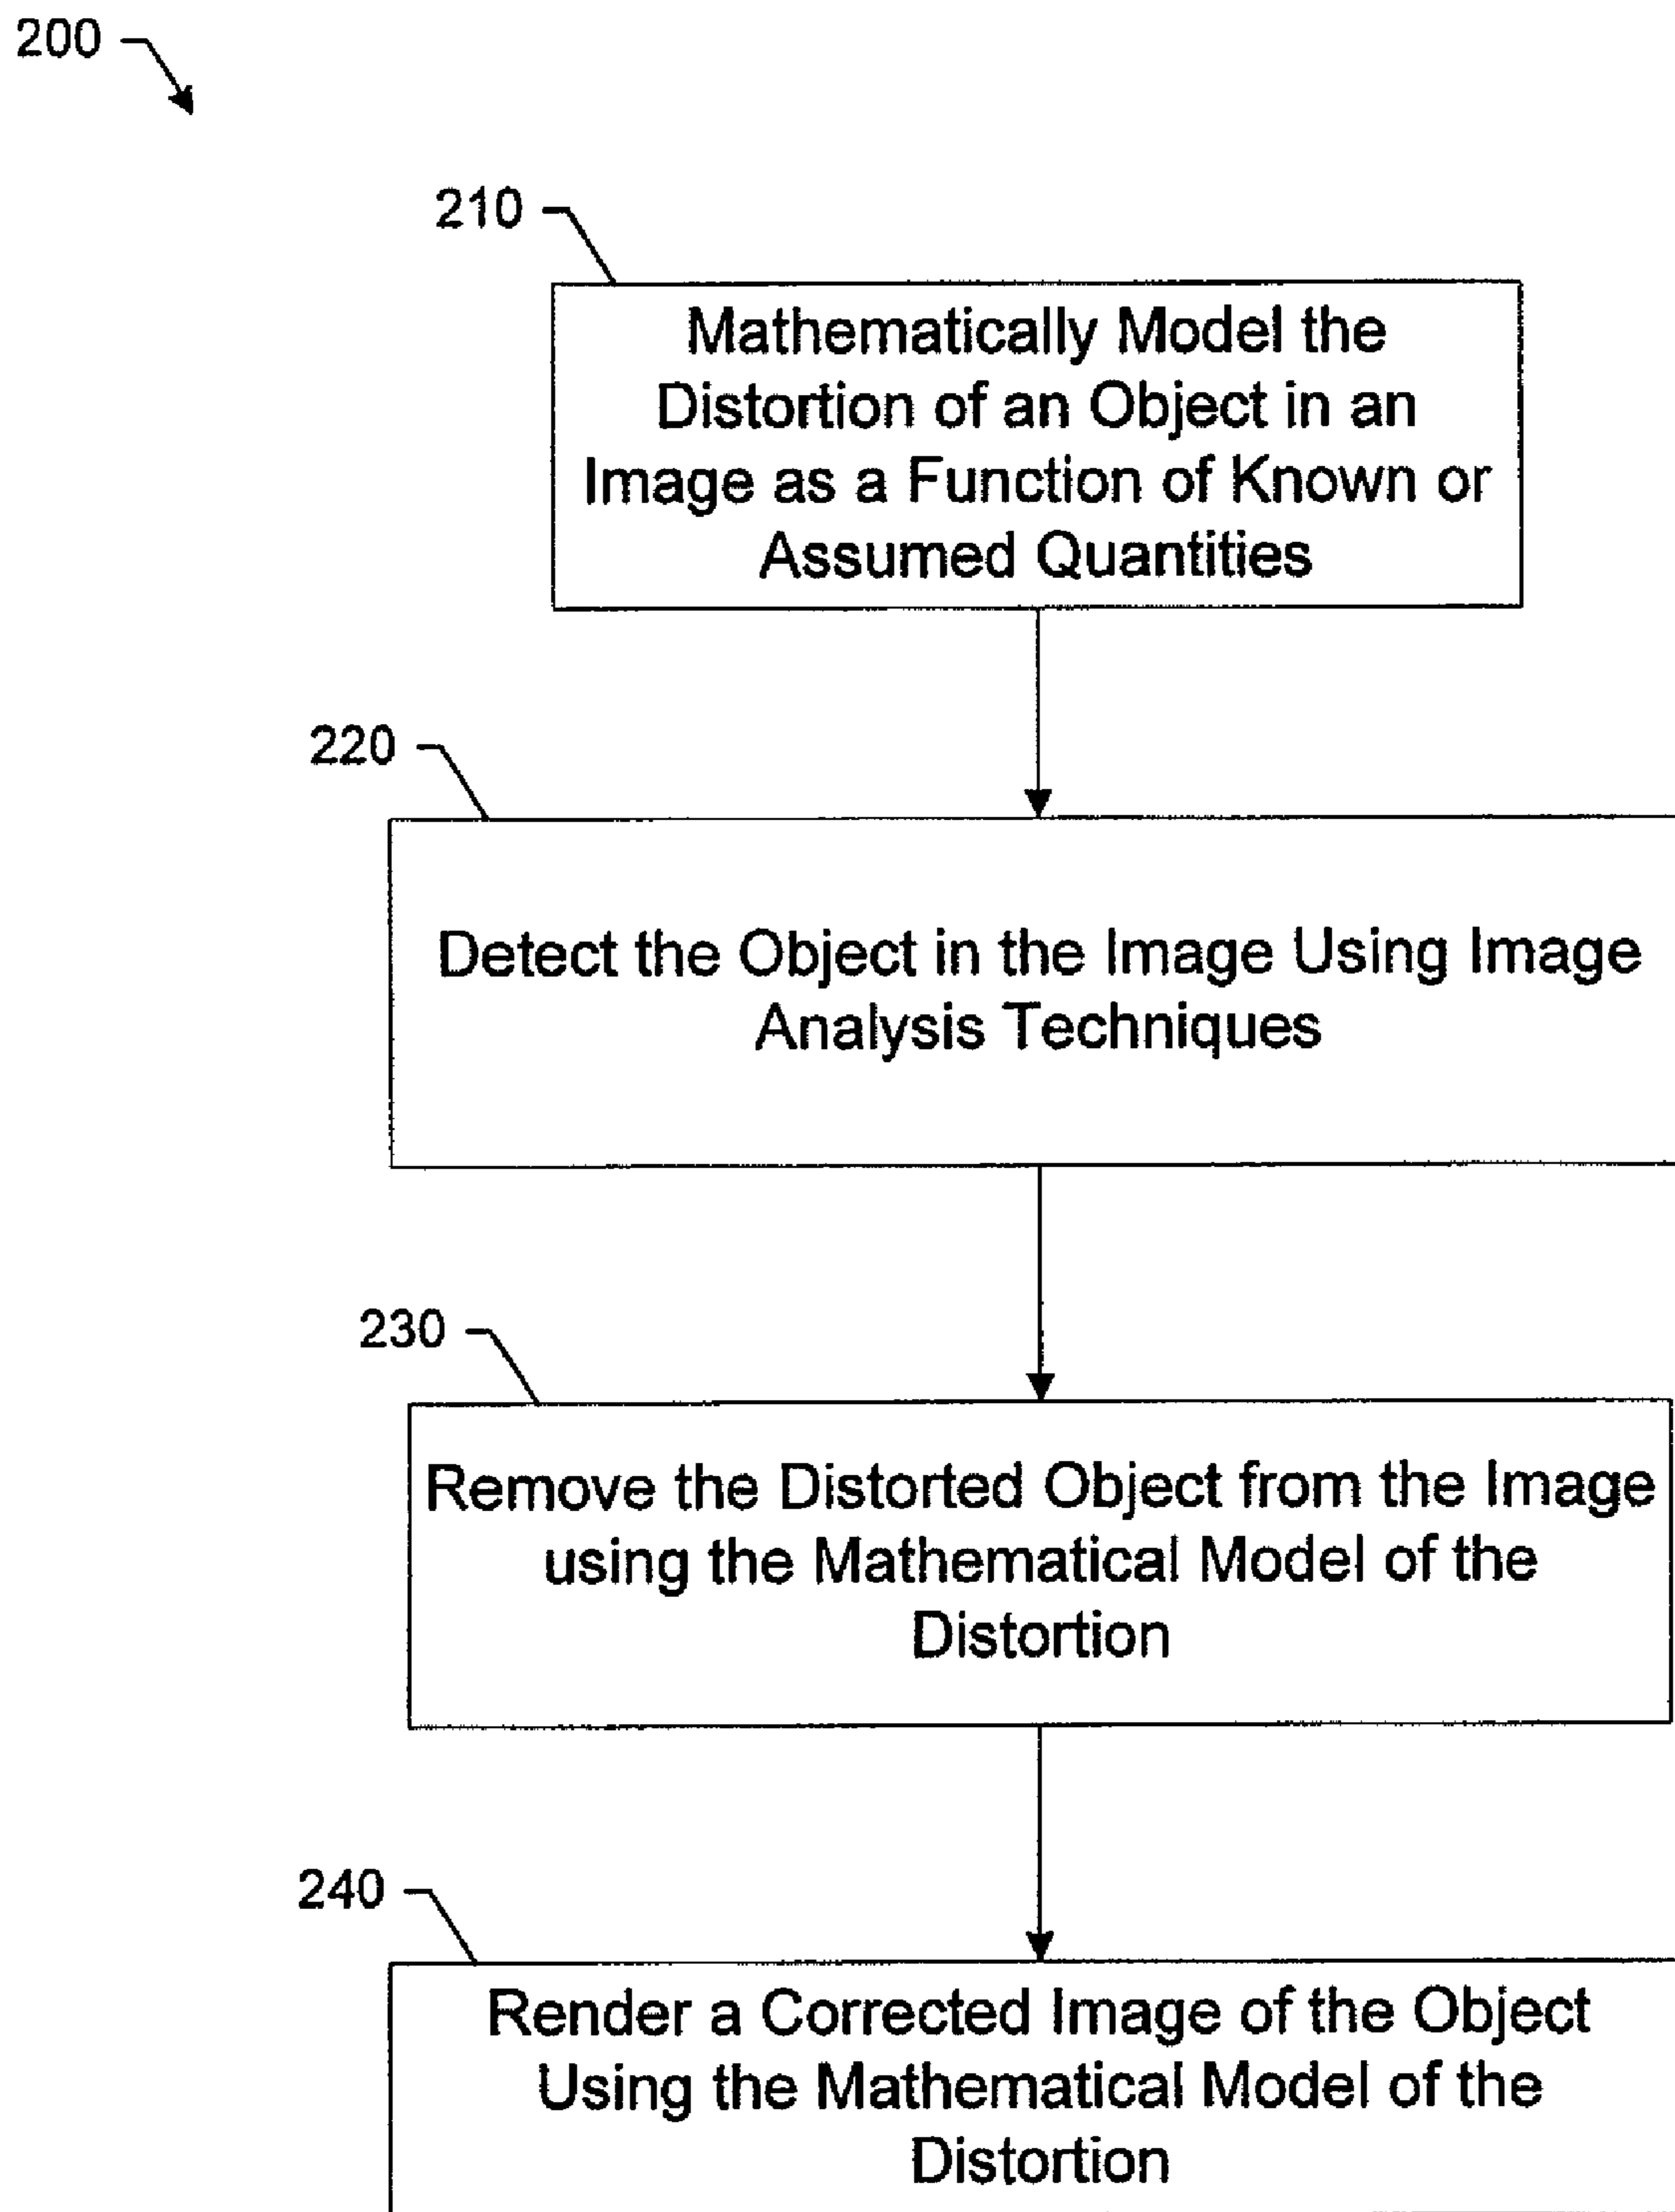 200
210
Mathematically Model the
Distortion of an Object in an
Image as a Function of Known or
Assumed Quantities
220
Detect the Object in the Image Using Image
Analysis Techniques
230
Remove the Distorted Object from the Image
using the Mathematical Model of the
Distortion
240
Render a Corrected Image of the Object
Using the Mathematical Model of the
Distortion